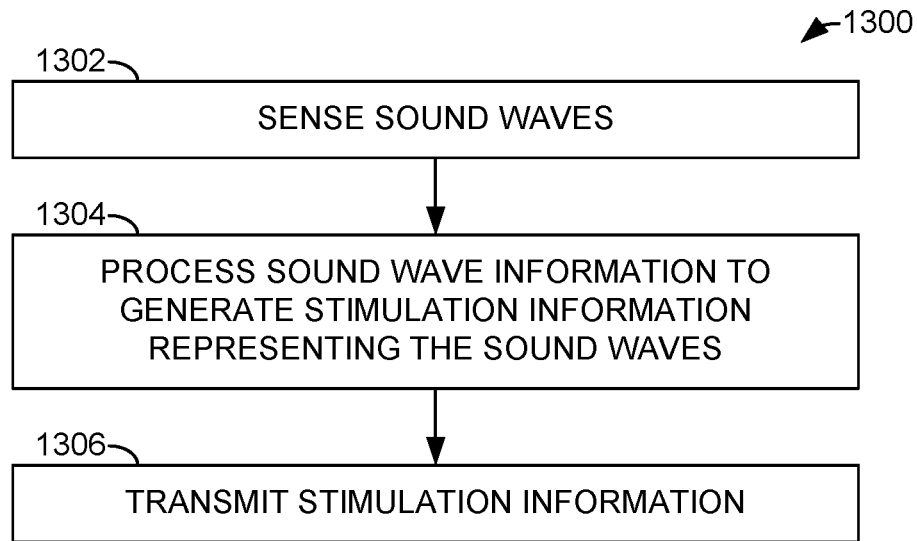 1300
1302
SENSE SOUND WAVES
1304
PROCESS SOUND WAVE INFORMATION TO
GENERATE STIMULATION INFORMATION
REPRESENTING THE SOUND WAVES
1306
TRANSMIT STIMULATION INFORMATION